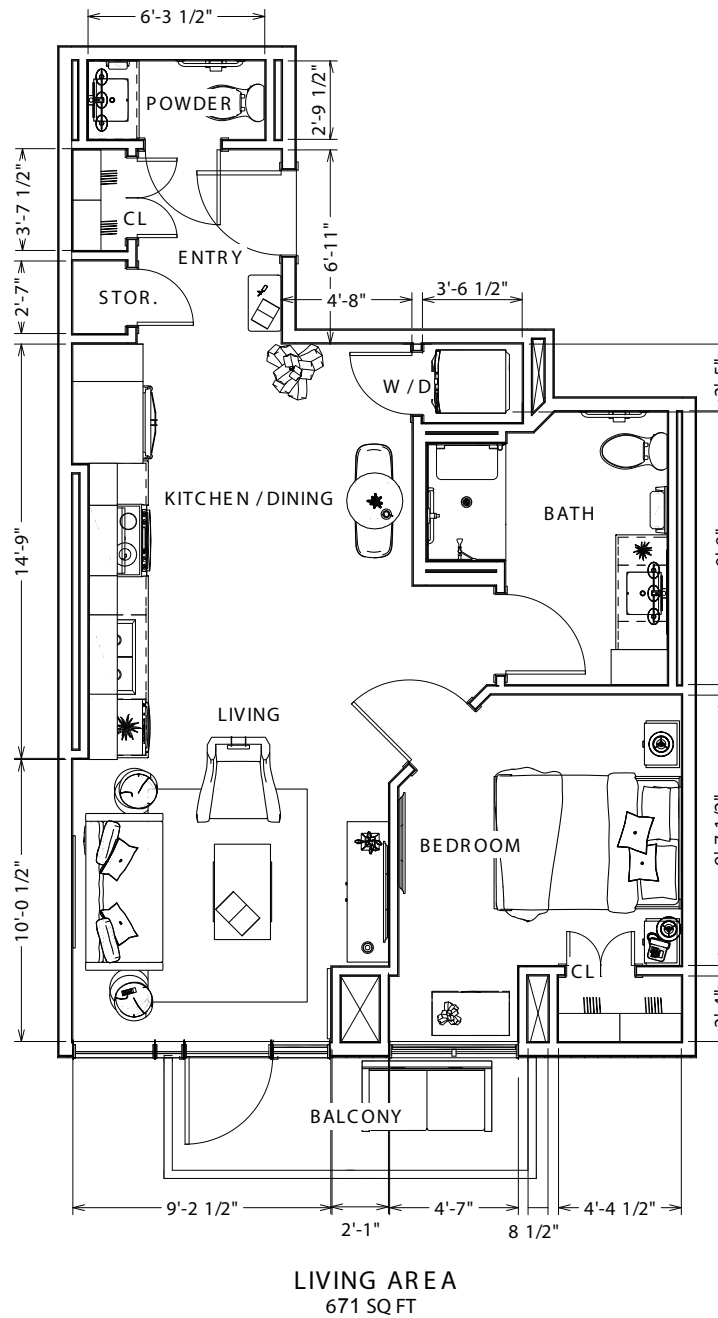 6'-3 1/2"
POWDER
2'-9 1/2"
3'-7 1/2"
CL
ENTRY
6'-11"
2'-7"
STOR.
4'-8"
3'-6 1/2"
W / D
KITCHEN / DINING
BATH
14'-9"
LIVING
BEDROOM
10'-0 1/2"
CL
BALCONY
9'-2 1/2"
2'-1"
4'-7"
8 1/2"
4'-4 1/2"
LIVING AREA
671 SQ FT